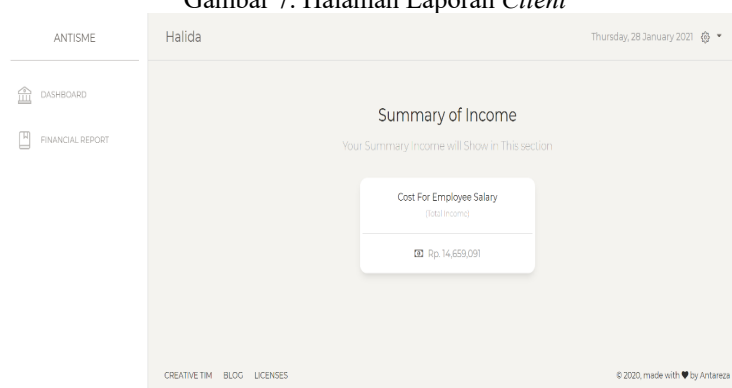 Gambar 7. Halaman Laporan Client
ANTISME
Halida
Thursday, 28 January 2021
DASHBOARD
FINANCIAL REPORT
Summary of Income
Your Summary Income will Show in This section
Cost For Employee Salary
(Total Income)
Rp. 14,659,091
CREATIVE TIM BLOG LICENSES
© 2020, made with ♥ by Antareza